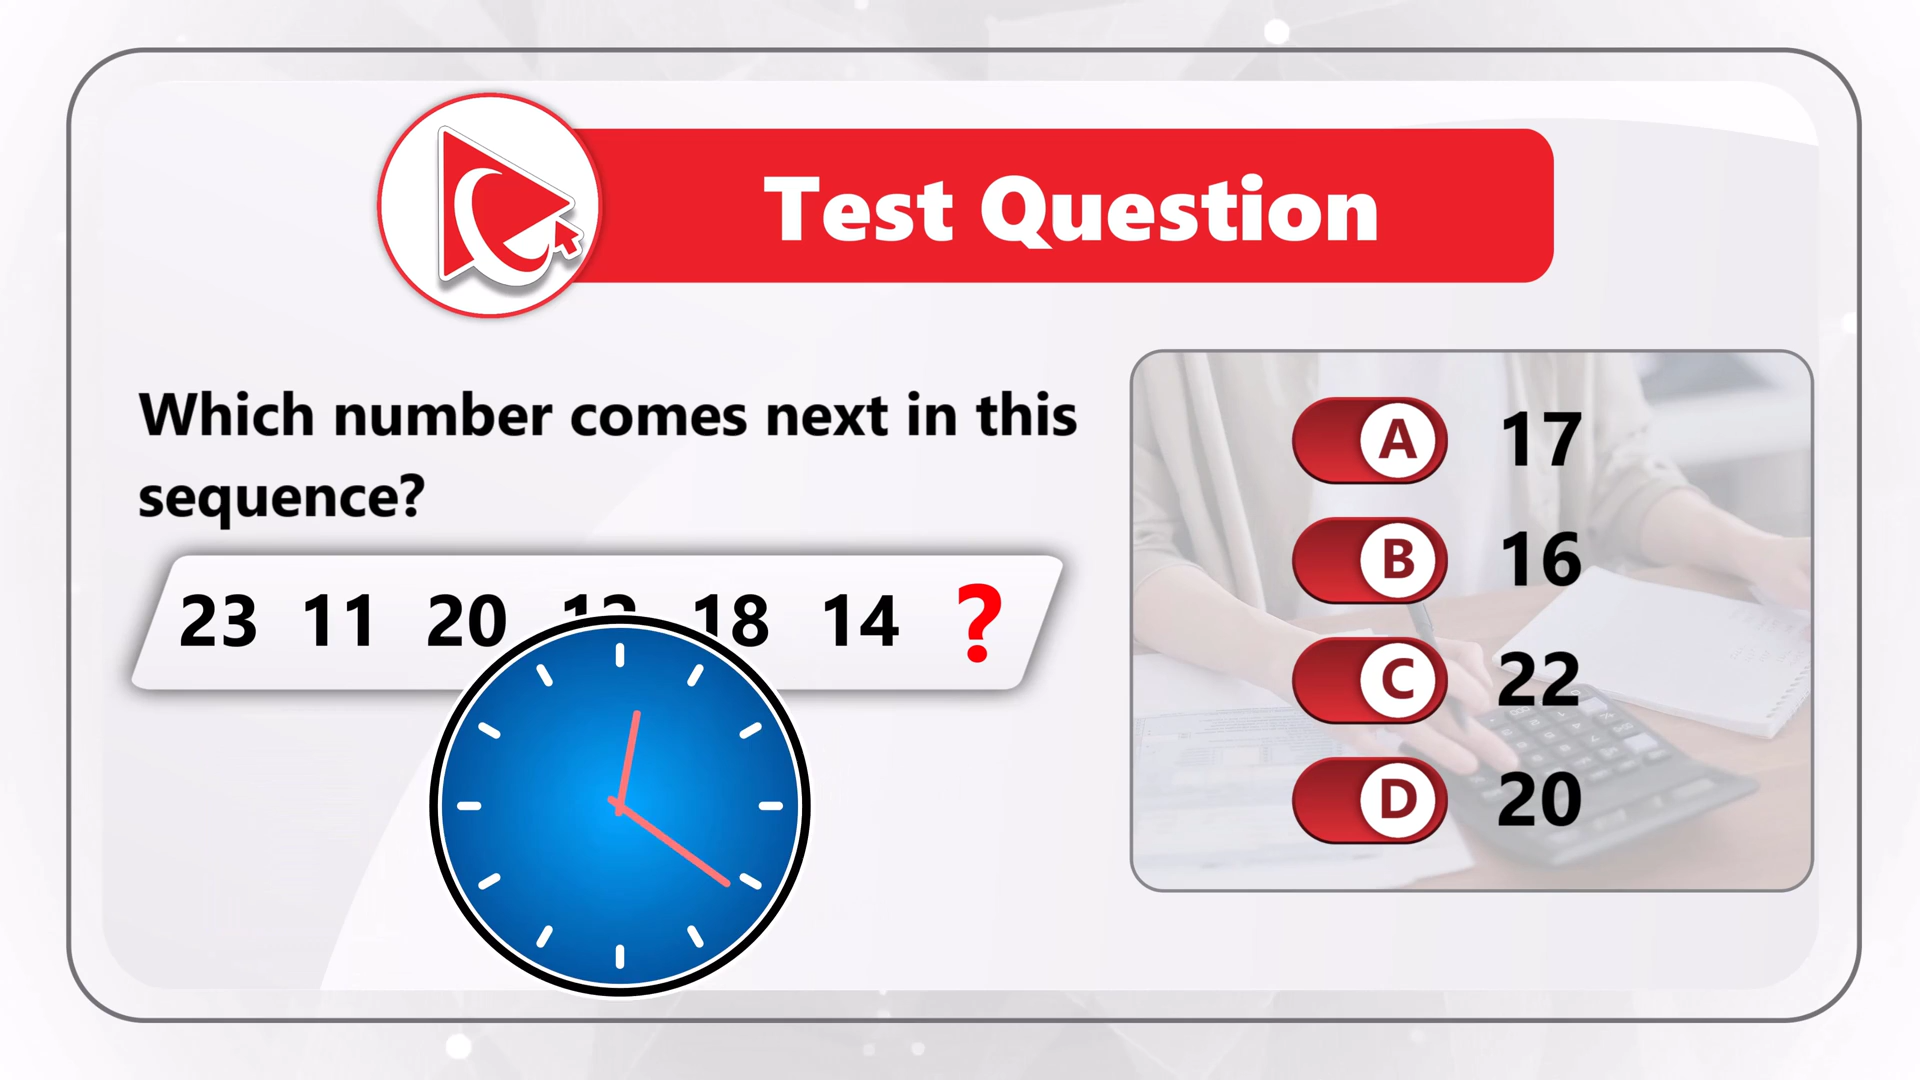 Test Question
Which number comes next in this
sequence?
23 11 20 18 14 ?
A 17
B 16
C 22
D 20